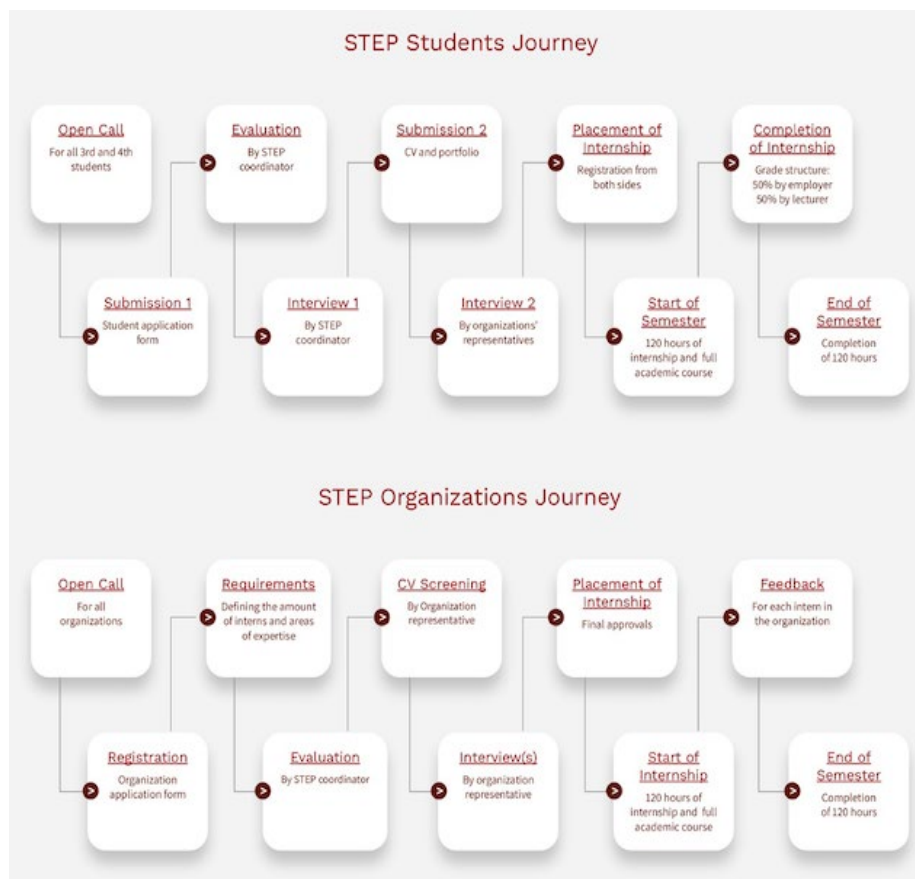 STEP Students Journey
Open Call
For all 3rd and 4th
students
Submission 1
Student application
form
Evaluation
By STEP
coordinator
Interview 1
By STEP
coordinator
Submission 2
CV and portfolio
Interview 2
By organizations'
representatives
Placement of
Internship
Registration from
both sides
Start of
Semester
120 hours of
internship and full
academic course
Completion
of Internship
Grade structure:
50% by employer
50% by lecturer
End of
Semester
Completion
of 120 hours
STEP Organizations Journey
Open Call
For all
organizations
Registration
Organization
application form
Requirements
Defining the amount
of interns and areas
of expertise
Evaluation
By STEP coordinator
CV Screening
By Organization
representative
Interview(s)
By organization
representative
Placement of
Internship
Final approvals
Start of
Internship
120 hours of
internship and full
academic course
Feedback
For each intern in
the organization
End of
Semester
Completion
of 120 hours